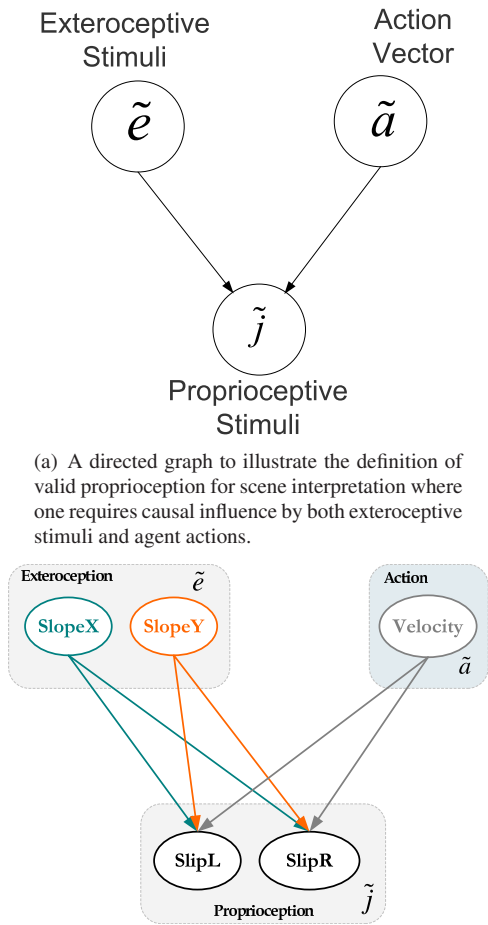 Exteroceptive
Stimuli
Action
Vector
ẽ
ã
j̃
Proprioceptive
Stimuli
(a) A directed graph to illustrate the definition of
valid proprioception for scene interpretation where
one requires causal influence by both exteroceptive
stimuli and agent actions.
Exteroception
ẽ
Action
SlopeX
SlopeY
Velocity
ã
SlipL
SlipR
j̃
Proprioception